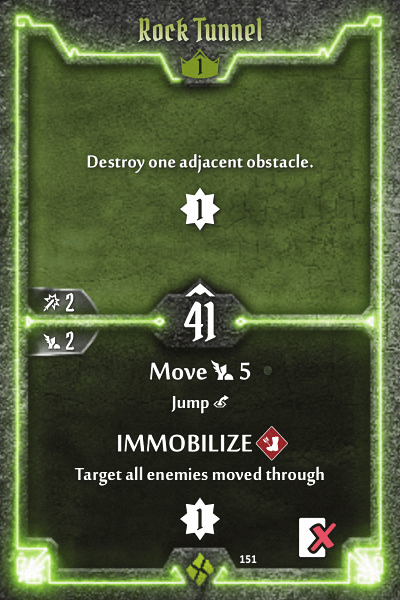 Rock Tunnel
1
Destroy one adjacent obstacle.
1
2
41
2
Move 5
Jump
IMMOBILIZE
Target all enemies moved through
1
151